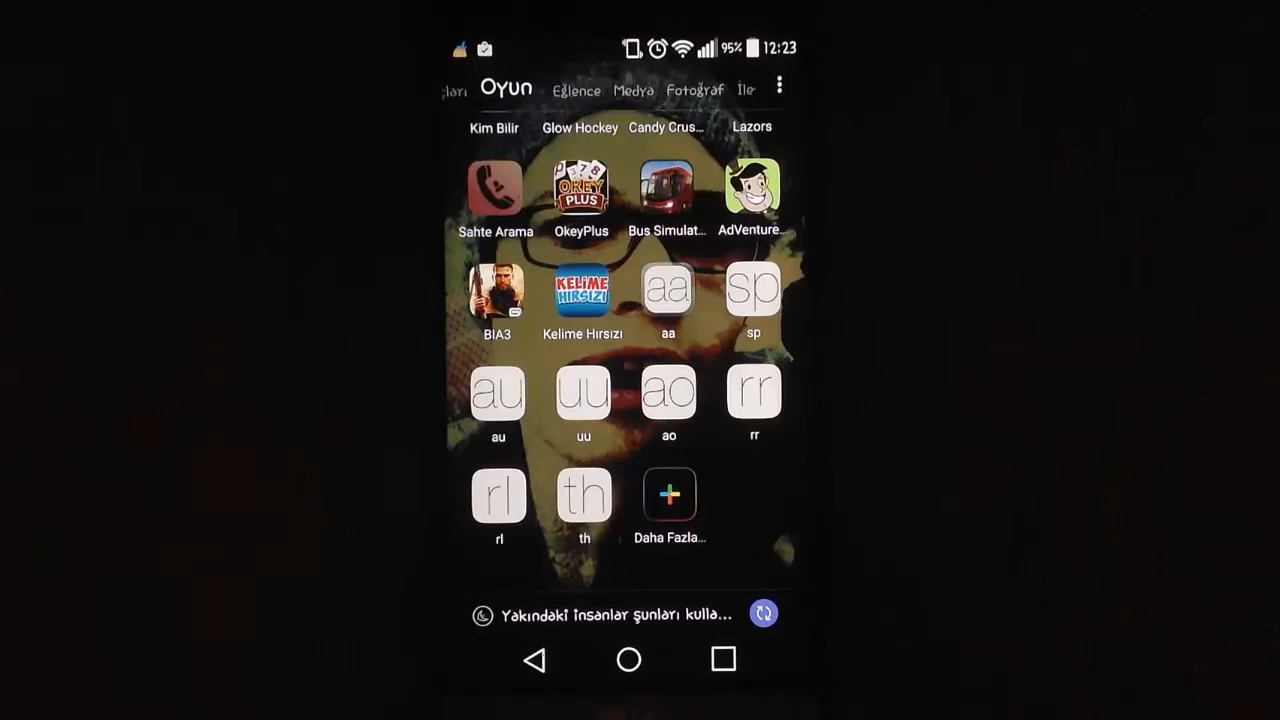 95% 12:23
ları Oyun Eğlence Medya Fotoğraf İle
Kim Bilir Glow Hockey Candy Crus... Lazors
OKEY PLUS
Sahte Arama OkeyPlus Bus Simulat... AdVenture...
KELİME HIRSIZI aa sp
BIA3 Kelime Hırsızı aa sp
au uu ao rr
au uu ao rr
rl th
rl th Daha Fazla...
Yakındaki insanlar şunları kulla...